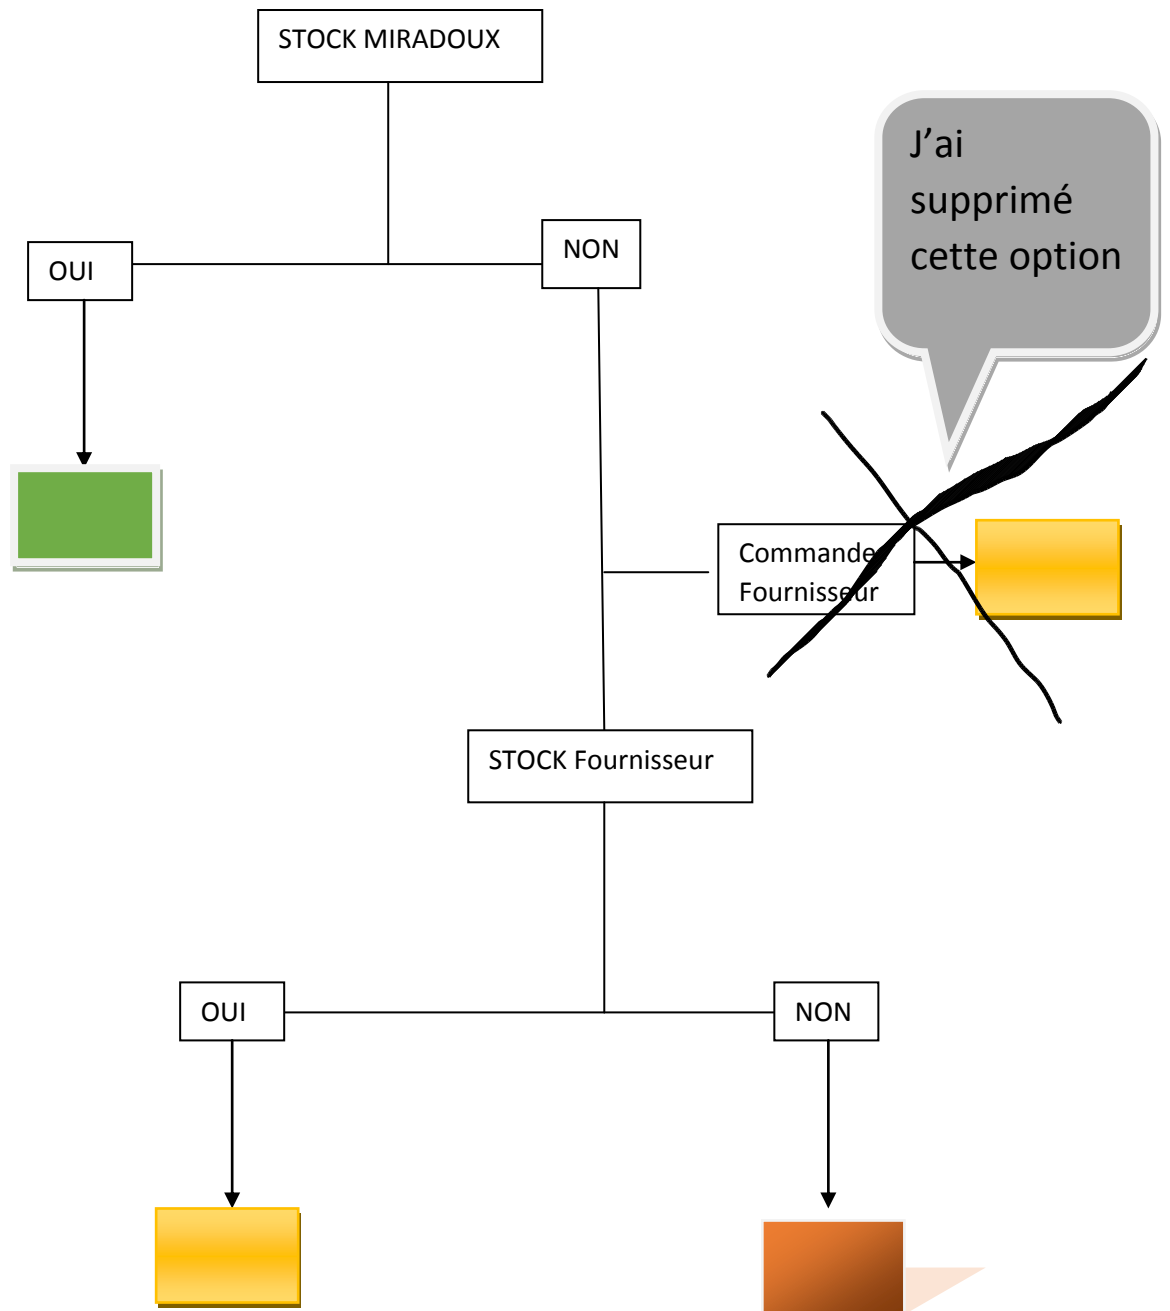 STOCK MIRADOUX
J’ai
supprimé
cette option
OUI
NON
Commande
Fournisseur
STOCK Fournisseur
OUI
NON